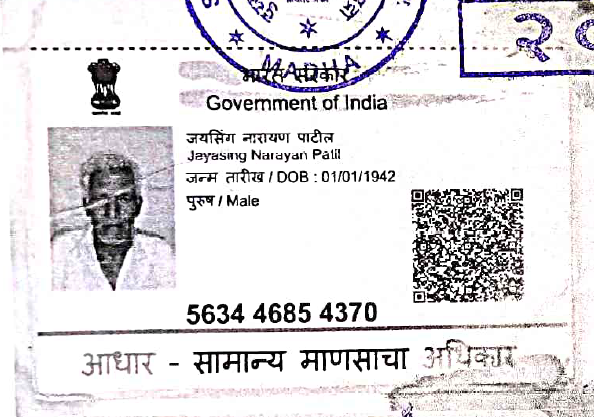 MADHA
२
भारत सरकार
Government of India
जयसिंग नारायण पाटील
Jayasing Narayan Patil
जन्म तारीख / DOB : 01/01/1942
पुरुष / Male
5634 4685 4370
आधार - सामान्य माणसाचा अधिकार